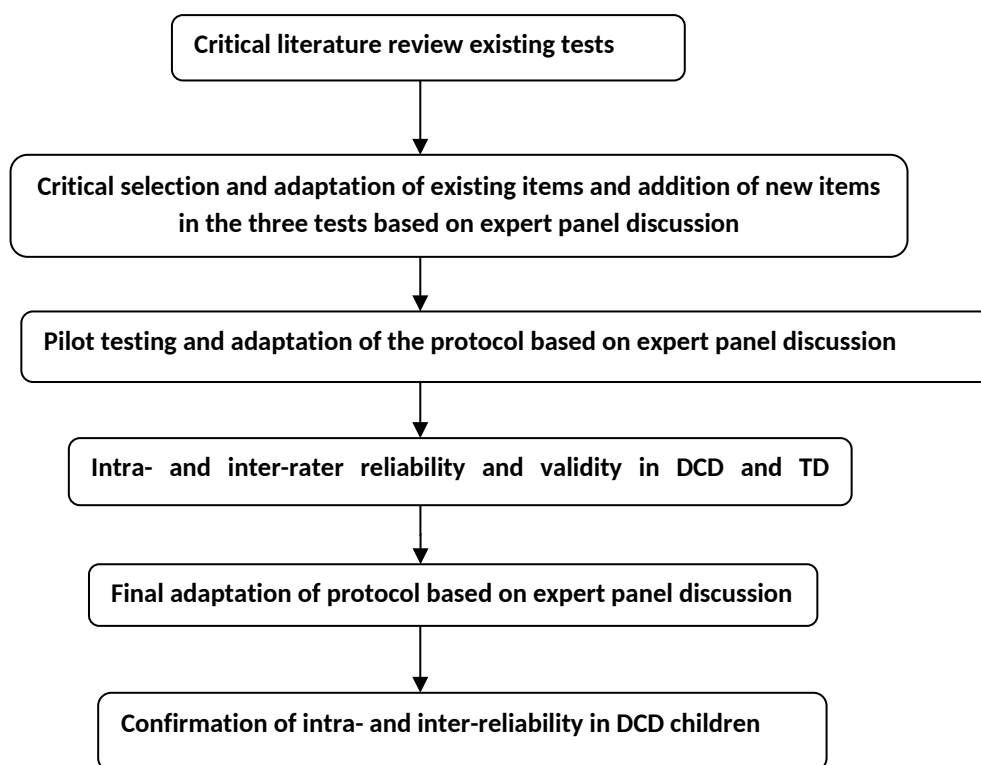 Critical literature review existing tests
Critical selection and adaptation of existing items and addition of new items
in the three tests based on expert panel discussion
Pilot testing and adaptation of the protocol based on expert panel discussion
Intra- and inter-rater reliability and validity in DCD and TD
Final adaptation of protocol based on expert panel discussion
Confirmation of intra- and inter-reliability in DCD children